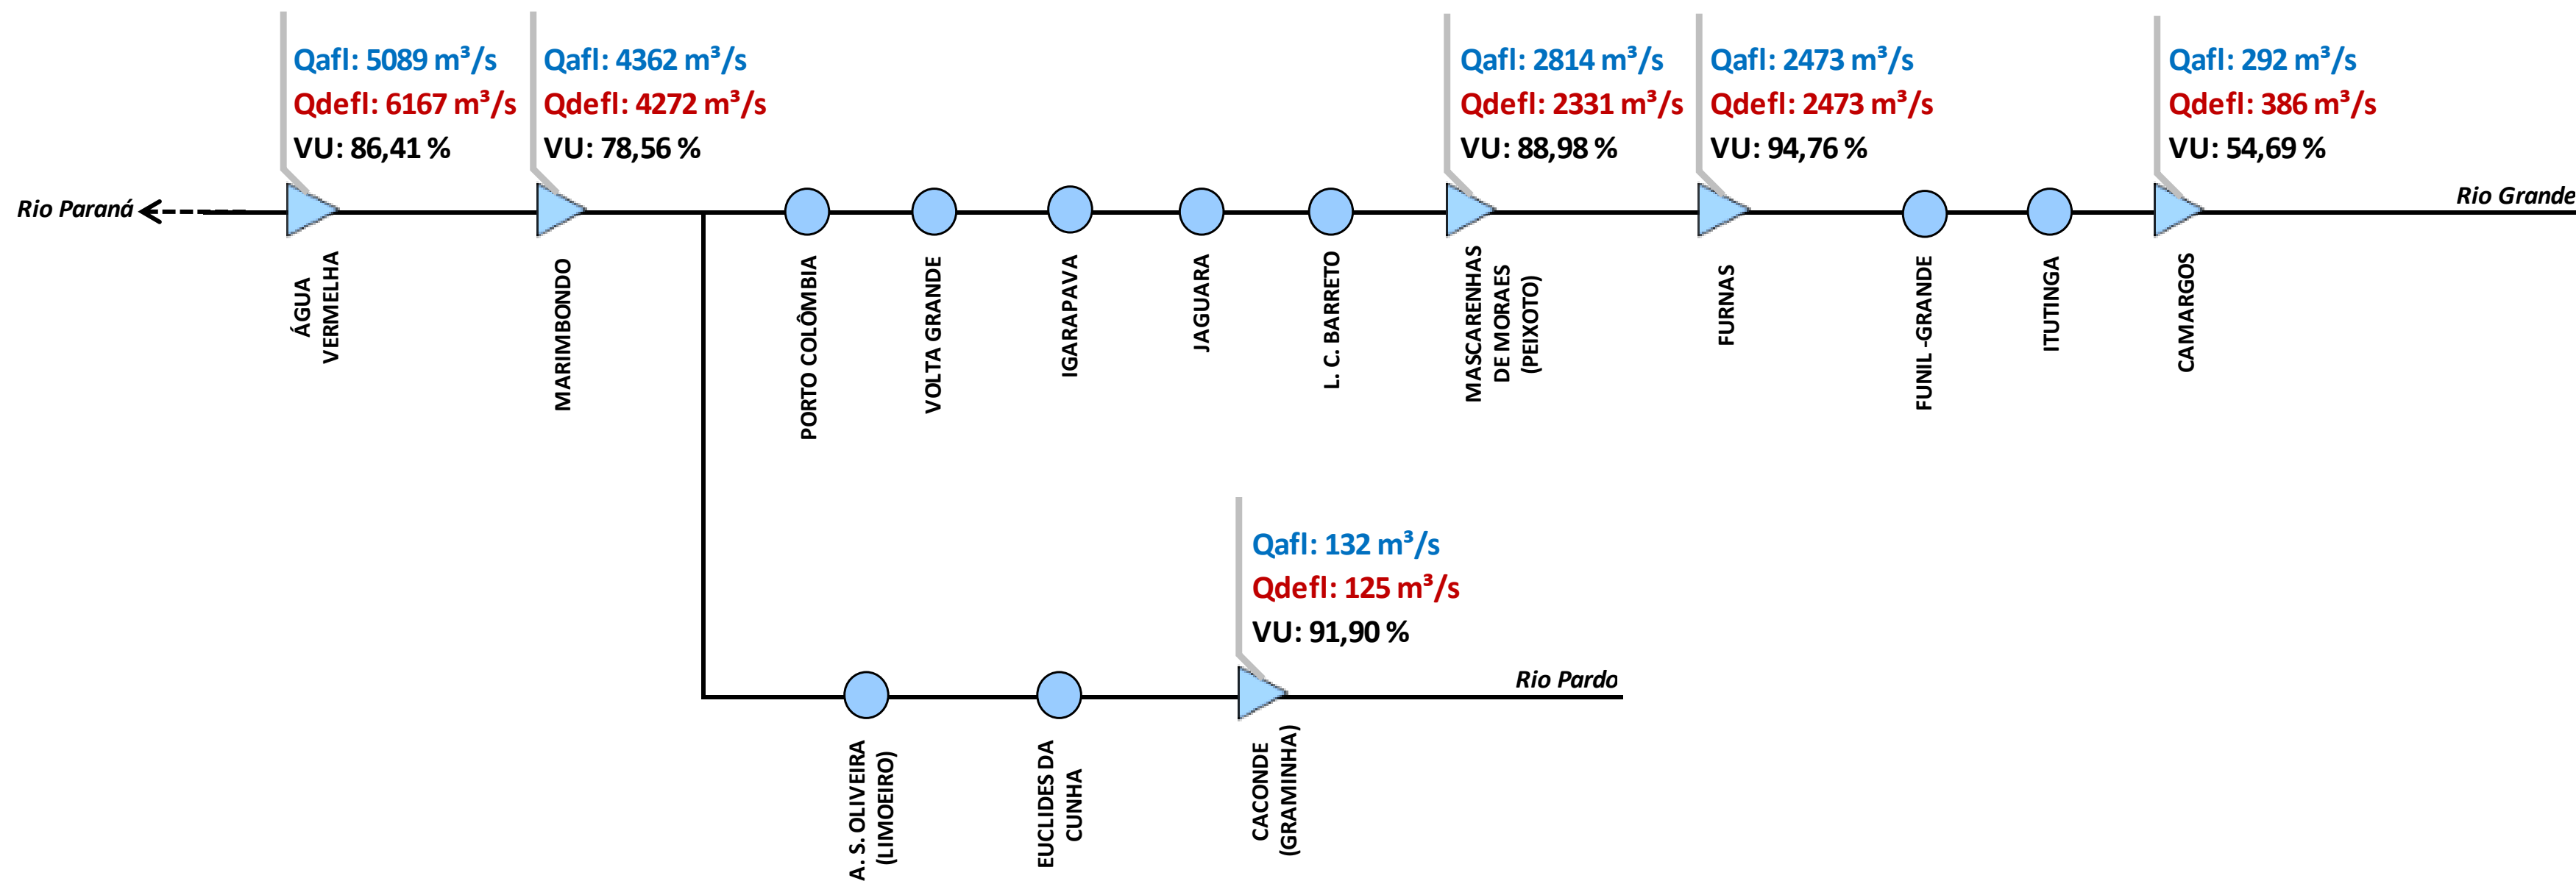 Qafl: 5089 m³/s
Qdefl: 6167 m³/s
VU: 86,41 %
Qafl: 4362 m³/s
Qdefl: 4272 m³/s
VU: 78,56 %
Qafl: 2814 m³/s
Qdefl: 2331 m³/s
VU: 88,98 %
Qafl: 2473 m³/s
Qdefl: 2473 m³/s
VU: 94,76 %
Qafl: 292 m³/s
Qdefl: 386 m³/s
VU: 54,69 %
Rio Paraná
Rio Grande
ÁGUA
VERMELHA
MARIMBONDO
PORTO COLÔMBIA
VOLTA GRANDE
IGARAPAVA
JAGUARA
L. C. BARRETO
MASCARENHAS
DE MORAES
(PEIXOTO)
FURNAS
FUNIL -GRANDE
ITUTINGA
CAMARGOS
Qafl: 132 m³/s
Qdefl: 125 m³/s
VU: 91,90 %
Rio Pardo
A. S. OLIVEIRA
(LIMOEIRO)
EUCLIDES DA
CUNHA
CACONDE
(GRAMINHA)